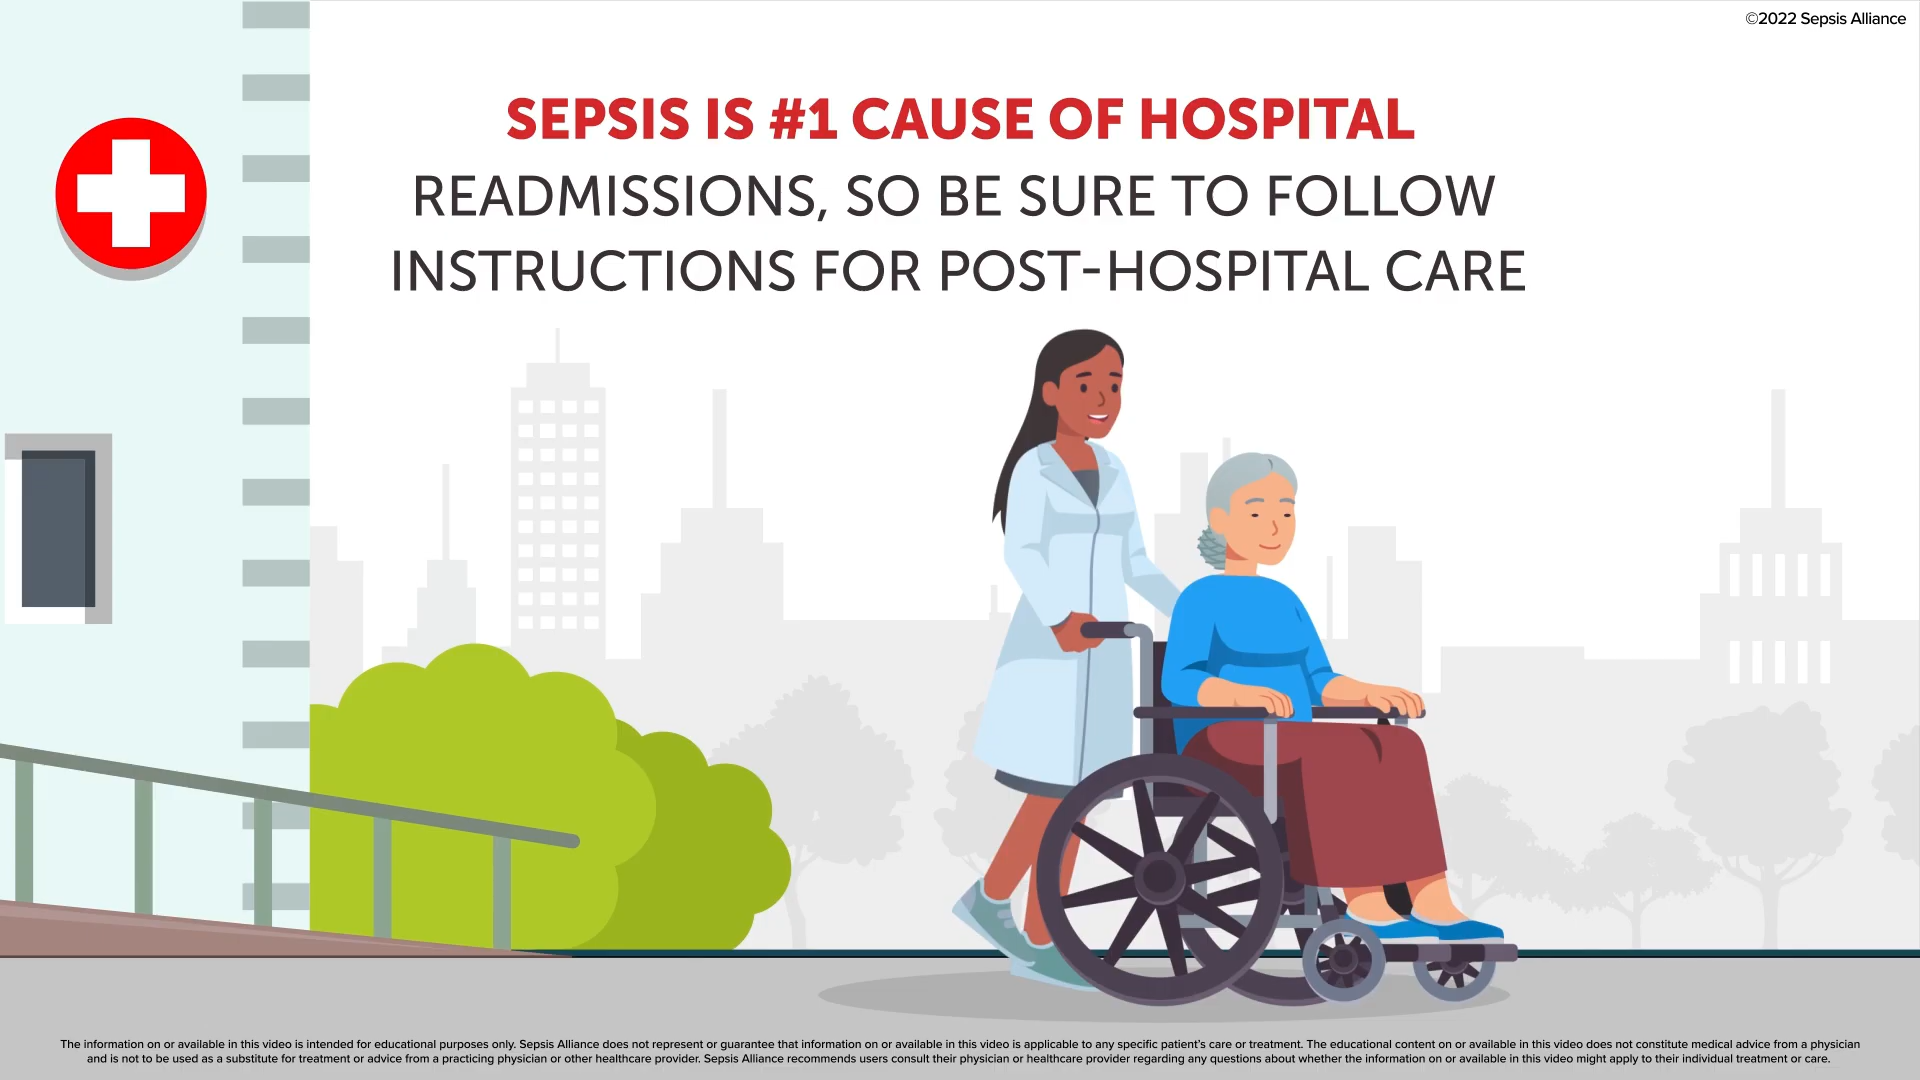 ©2022 Sepsis Alliance
SEPSIS IS #1 CAUSE OF HOSPITAL
READMISSIONS, SO BE SURE TO FOLLOW
INSTRUCTIONS FOR POST-HOSPITAL CARE
The information on or available in this video is intended for educational purposes only. Sepsis Alliance does not represent or guarantee that information on or available in this video is applicable to any specific patient's care or treatment. The educational content on or available in this video does not constitute medical advice from a physician
and is not to be used as a substitute for treatment or advice from a practicing physician or other healthcare provider. Sepsis Alliance recommends users consult their physician or healthcare provider regarding any questions about whether the information on or available in this video might apply to their individual treatment or care.